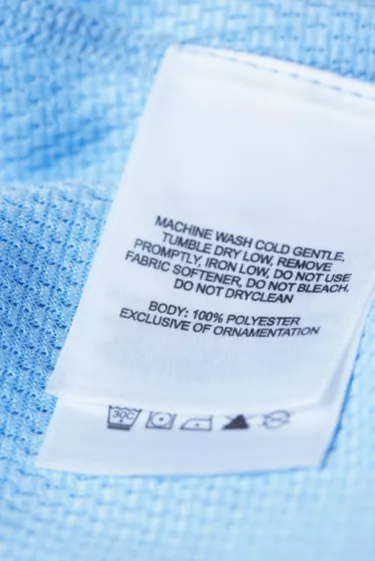 MACHINE WASH COLD GENTLE,
TUMBLE DRY LOW, REMOVE
PROMPTLY, IRON LOW, DO NOT USE
FABRIC SOFTENER, DO NOT BLEACH,
DO NOT DRYCLEAN
BODY: 100% POLYESTER
EXCLUSIVE OF ORNAMENTATION
30C